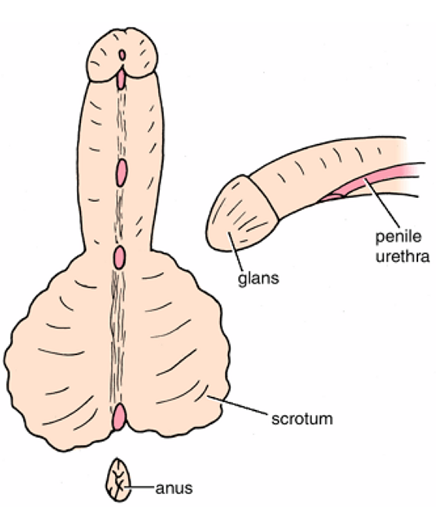 penile
urethra
glans
scrotum
anus